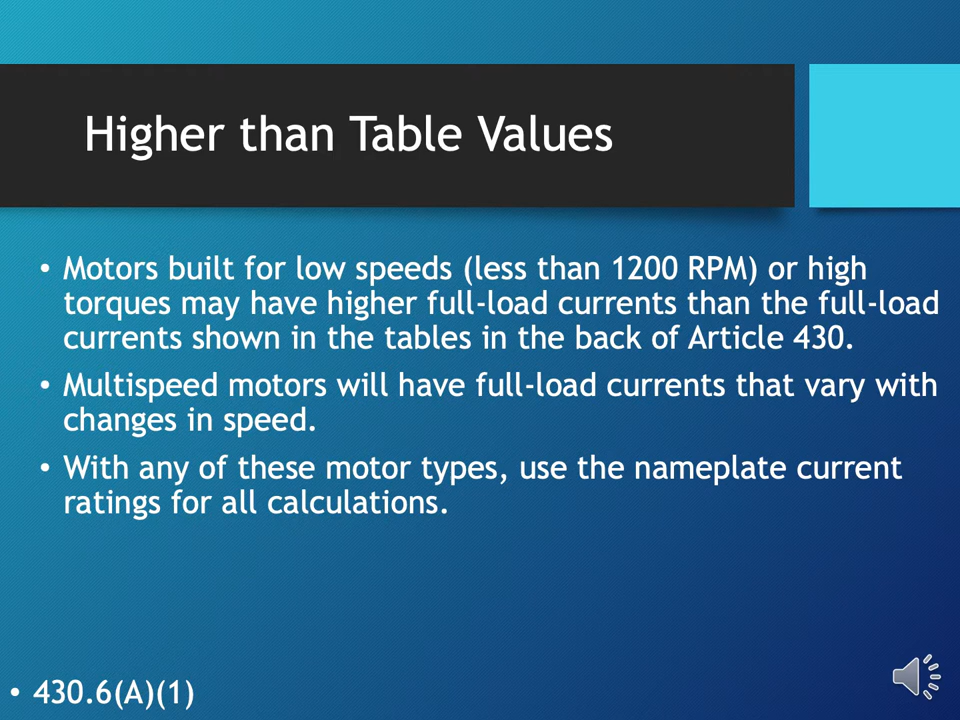 Higher than Table Values
• Motors built for low speeds (less than 1200 RPM) or high
torques may have higher full-load currents than the full-load
currents shown in the tables in the back of Article 430.
• Multispeed motors will have full-load currents that vary with
changes in speed.
• With any of these motor types, use the nameplate current
ratings for all calculations.
• 430.6(A)(1)